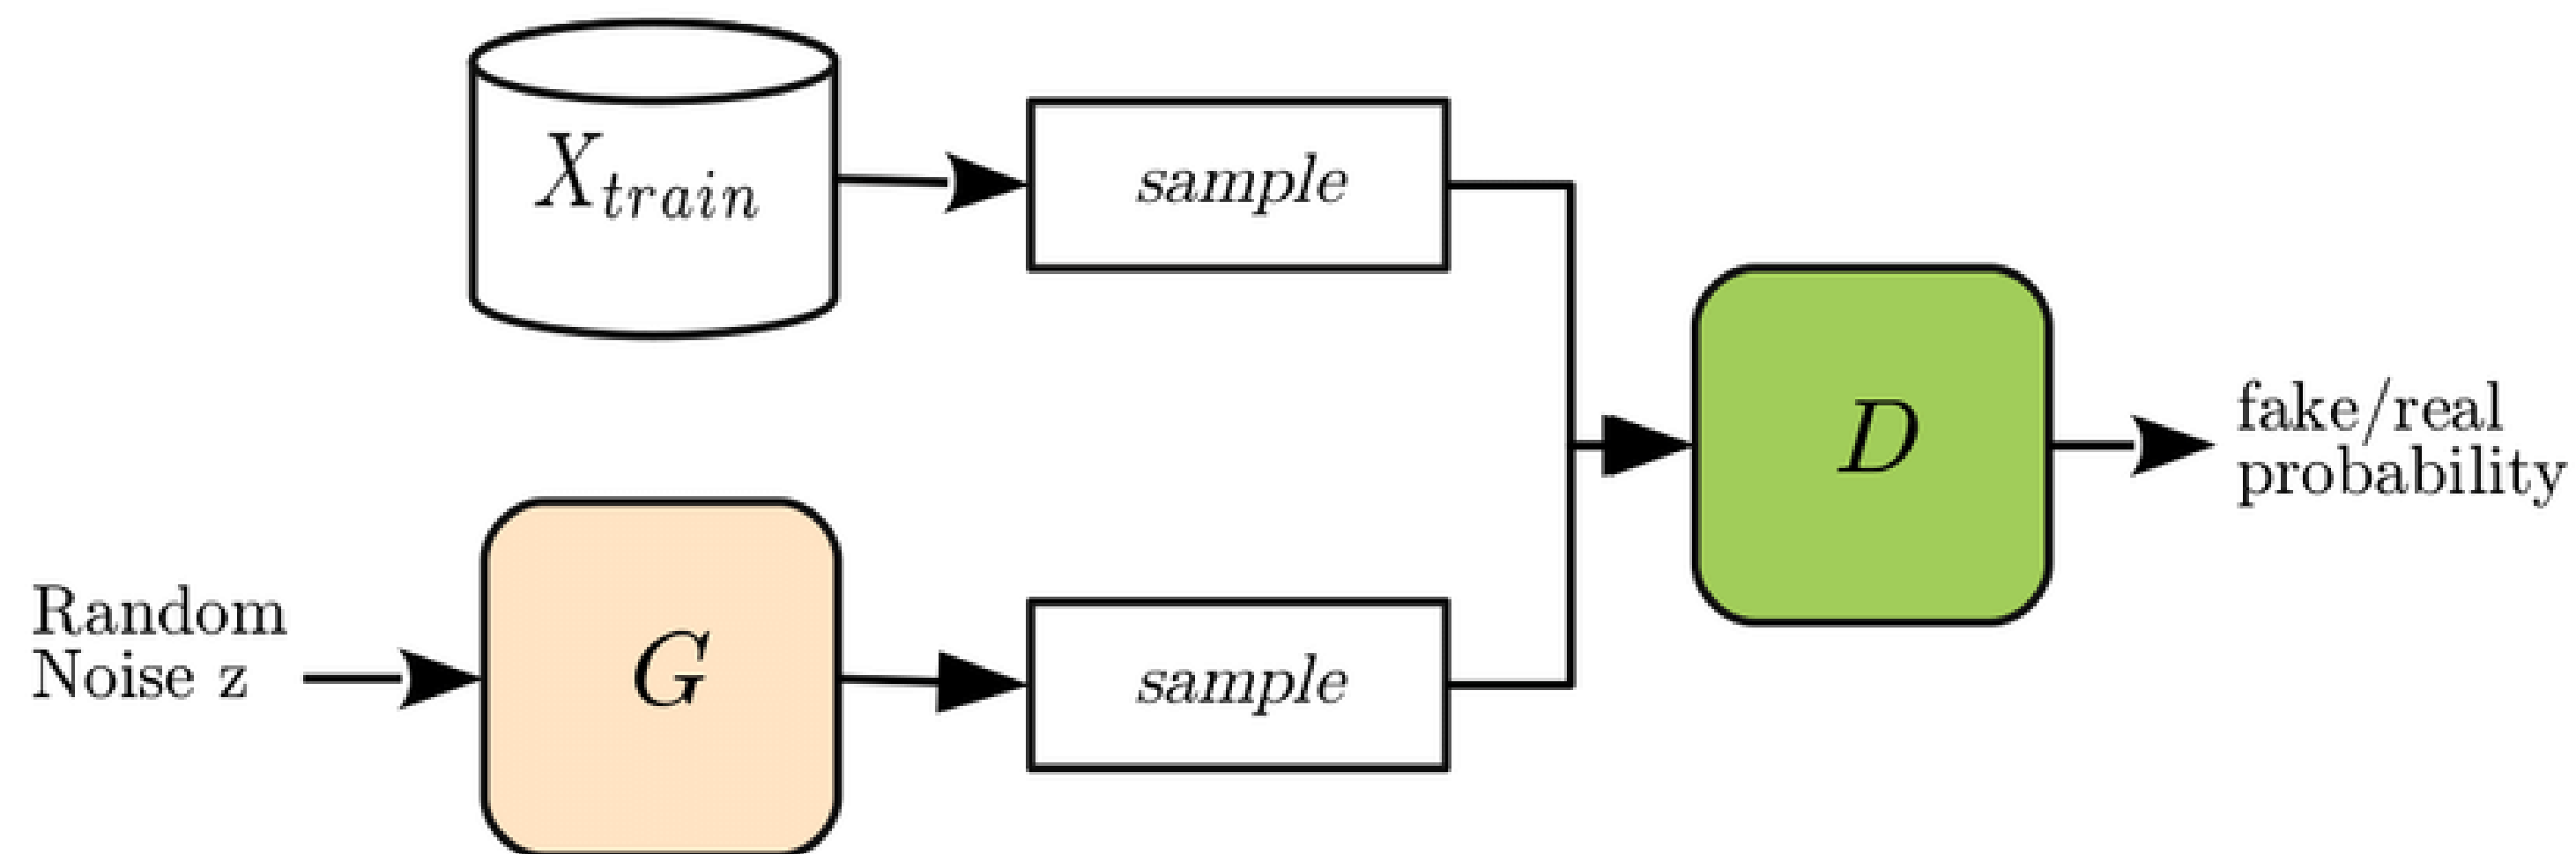 X_train
sample
D
fake/real
probability
Random
Noise z
G
sample